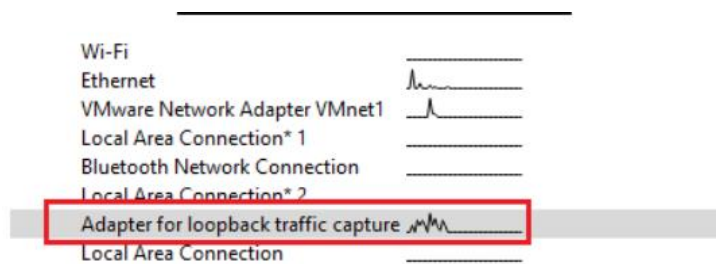 Wi-Fi
Ethernet
VMware Network Adapter VMnet1
Local Area Connection* 1
Bluetooth Network Connection
Local Area Connection* 2
Adapter for loopback traffic capture
Local Area Connection